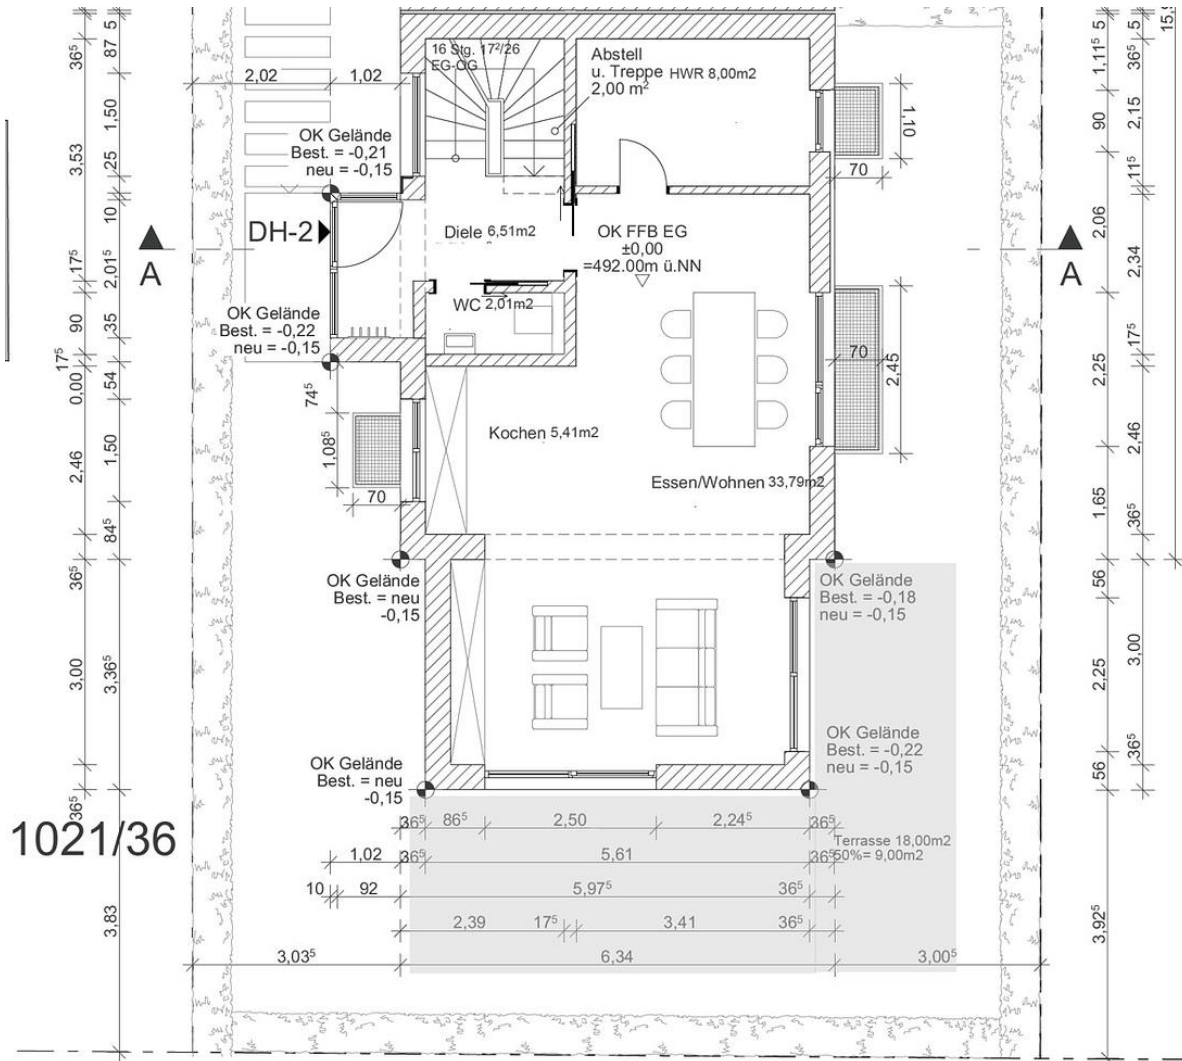 16 Stg. 17²/26
EG-OG
Abstell
u. Treppe
2,00 m²
HWR 8,00m2
2,02
1,02
OK Gelände
Best. = -0,21
neu = -0,15
DH-2
Diele 6,51m2
OK FFB EG
±0,00
=492.00m ü.NN
A
A
WC 2,01m2
OK Gelände
Best. = -0,22
neu = -0,15
Kochen 5,41m2
Essen/Wohnen 33,79m2
1,10
70
70
2,45
74⁵
1,08⁵
70
OK Gelände
Best. = neu
-0,15
OK Gelände
Best. = -0,18
neu = -0,15
OK Gelände
Best. = -0,22
neu = -0,15
OK Gelände
Best. = neu
-0,15
1021/36
Terrasse 18,00m2
50%= 9,00m2
36⁵
86⁵
2,50
2,24⁵
36⁵
1,02
36⁵
5,61
36⁵
10
92
5,97⁵
36⁵
2,39
17⁵
3,41
36⁵
3,03⁵
6,34
3,00⁵
36⁵
3,53
17⁵
90
17⁵
0,00
2,46
36⁵
3,00
36⁵
3,83
5
87
1,50
25
10
2,01⁵
1,35
54
1,50
84⁵
3,36⁵
5
1,11⁵
90
2,06
2,25
1,65
56
2,25
56
3,92⁵
5
36⁵
2,15
11⁵
2,34
17⁵
2,46
36⁵
3,00
36⁵